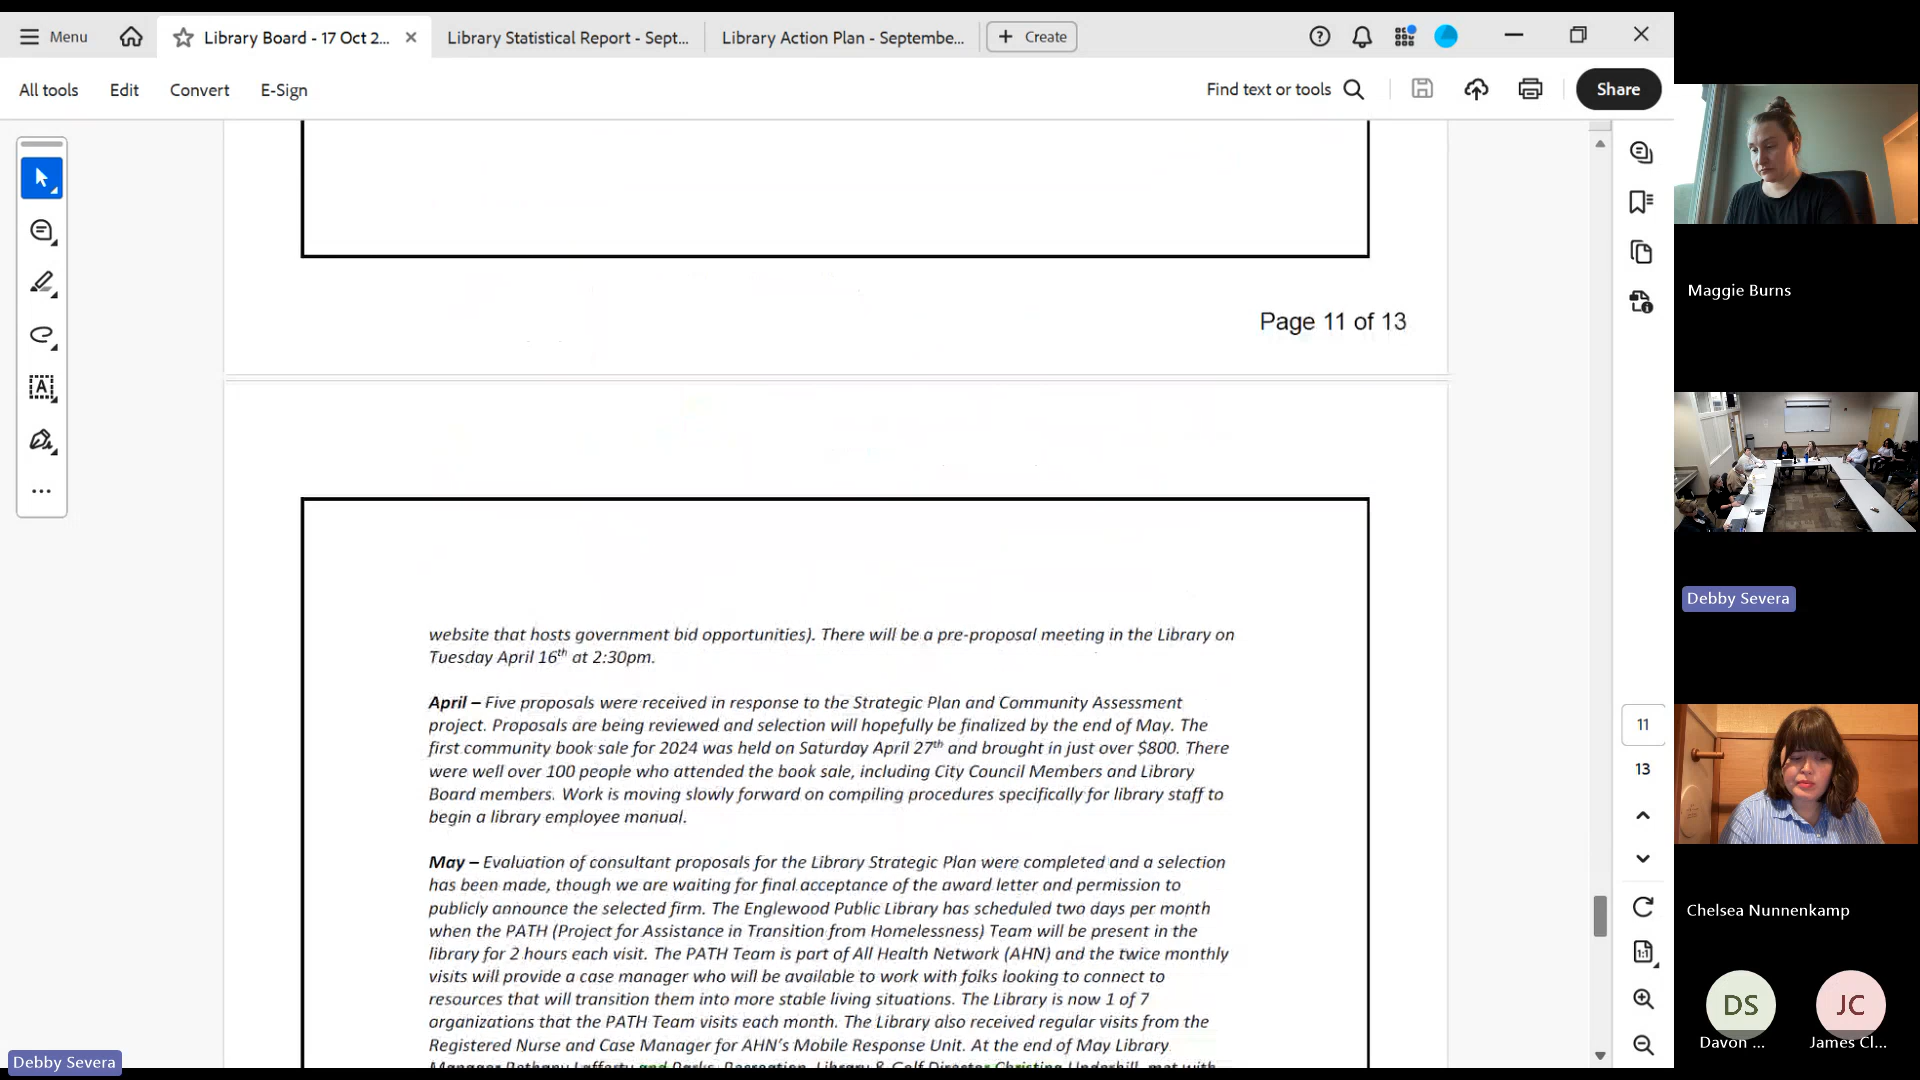 Menu
Library Board - 17 Oct 2...
Library Statistical Report - Sept...
Library Action Plan - Septembe...
Create
All tools
Edit
Convert
E-Sign
Find text or tools
Share
Page 11 of 13
website that hosts government bid opportunities). There will be a pre-proposal meeting in the Library on
Tuesday April 16th at 2:30pm.
April – Five proposals were received in response to the Strategic Plan and Community Assessment
project. Proposals are being reviewed and selection will hopefully be finalized by the end of May. The
first community book sale for 2024 was held on Saturday April 27th and brought in just over $800. There
were well over 100 people who attended the book sale, including City Council Members and Library
Board members. Work is moving slowly forward on compiling procedures specifically for library staff to
begin a library employee manual.
May – Evaluation of consultant proposals for the Library Strategic Plan were completed and a selection
has been made, though we are waiting for final acceptance of the award letter and permission to
publicly announce the selected firm. The Englewood Public Library has scheduled two days per month
when the PATH (Project for Assistance in Transition from Homelessness) Team will be present in the
library for 2 hours each visit. The PATH Team is part of All Health Network (AHN) and the twice monthly
visits will provide a case manager who will be available to work with folks looking to connect to
resources that will transition them into more stable living situations. The Library is now 1 of 7
organizations that the PATH Team visits each month. The Library also received regular visits from the
Registered Nurse and Case Manager for AHN's Mobile Response Unit. At the end of May Library
Manager Bethany Lafferty and Parks, Recreation, Library & Golf Director Christina Underhill, met with
11
13
Maggie Burns
Debby Severa
Chelsea Nunnenkamp
DS
JC
Davon ...
James Cl...
Debby Severa